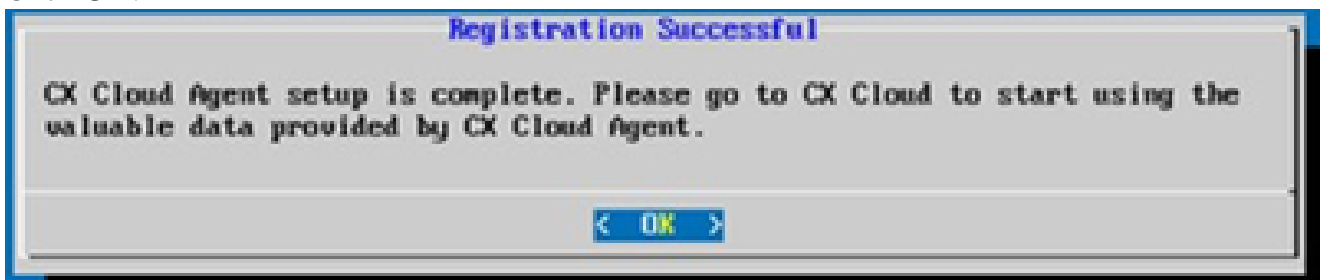 Registration Successful
CX Cloud Agent setup is complete. Please go to CX Cloud to start using the
valuable data provided by CX Cloud Agent.
< OK >